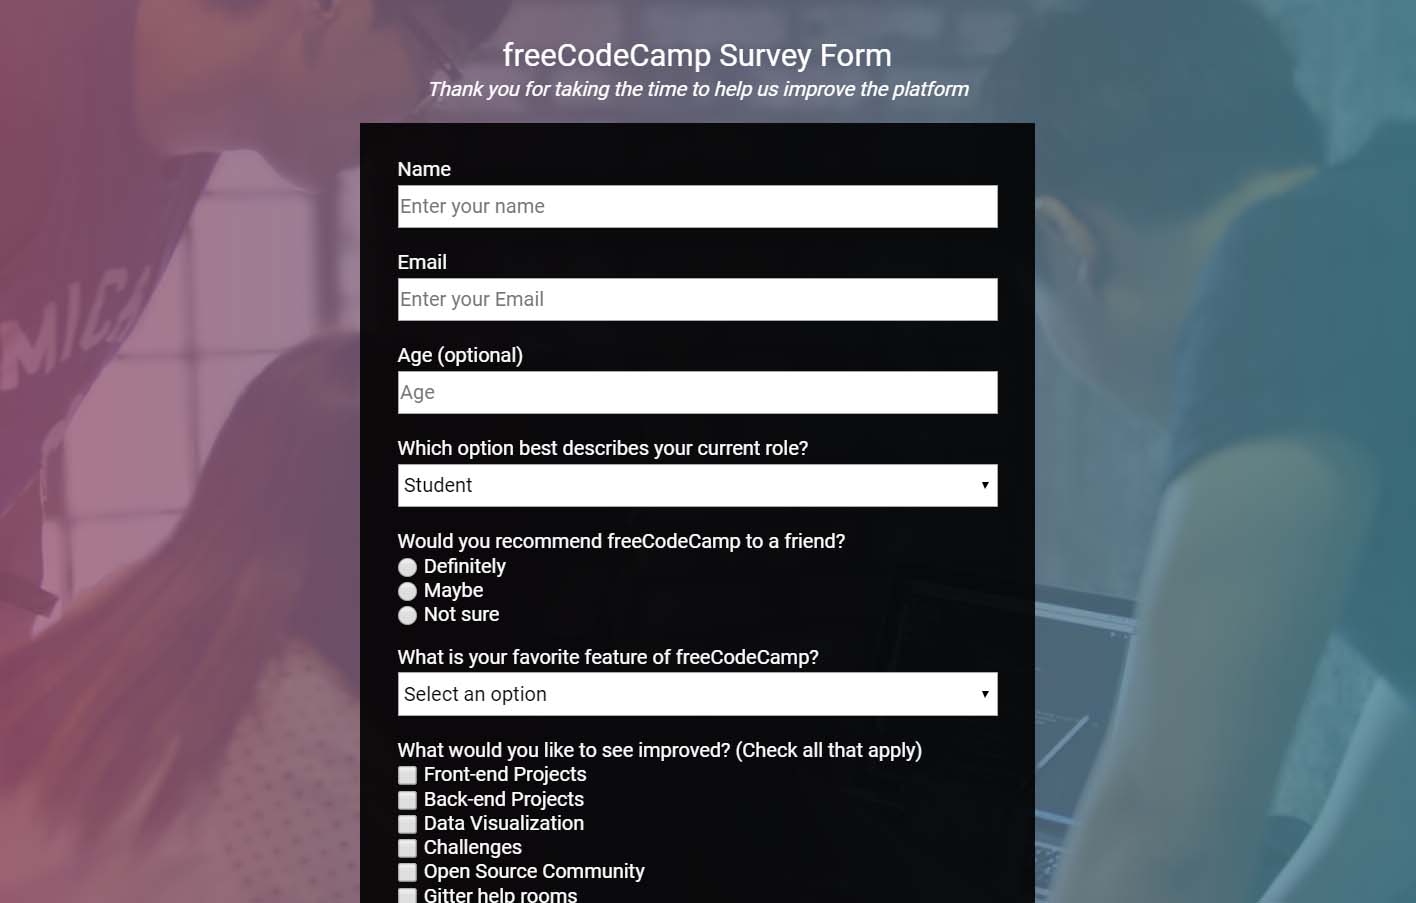 freeCodeCamp Survey Form
Thank you for taking the time to help us improve the platform
MICA
Name
Enter your name
Email
Enter your Email
Age (optional)
Age
Which option best describes your current role?
Student
Would you recommend freeCodeCamp to a friend?
Definitely
Maybe
Not sure
What is your favorite feature of freeCodeCamp?
Select an option
What would you like to see improved? (Check all that apply)
Front-end Projects
Back-end Projects
Data Visualization
Challenges
Open Source Community
Gitter help rooms